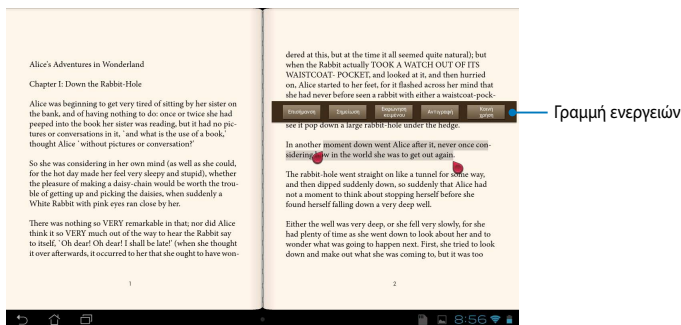 Alice's Adventures in Wonderland
Chapter I: Down the Rabbit-Hole
Alice was beginning to get very tired of sitting by her sister on
the bank, and of having nothing to do: once or twice she had
peeped into the book her sister was reading, but it had no pic-
tures or conversations in it, `and what is the use of a book,'
thought Alice `without pictures or conversation?'
So she was considering in her own mind (as well as she could,
for the hot day made her feel very sleepy and stupid), whether
the pleasure of making a daisy-chain would be worth the trou-
ble of getting up and picking the daisies, when suddenly a
White Rabbit with pink eyes ran close by her.
There was nothing so VERY remarkable in that; nor did Alice
think it so VERY much out of the way to hear the Rabbit say
to itself, `Oh dear! Oh dear! I shall be late!' (when she thought
it over afterwards, it occurred to her that she ought to have won-
1
dered at this, but at the time it all seemed quite natural); but
when the Rabbit actually TOOK A WATCH OUT OF ITS
WAISTCOAT- POCKET, and looked at it, and then hurried
on, Alice started to her feet, for it flashed across her mind that
she had never before seen a rabbit with either a waistcoat-pock-
Επισήμανση Σημείωση Εκφώνηση κειμένου Αντιγραφή Κοινή χρήση
see it pop down a large rabbit-hole under the hedge.
In another moment down went Alice after it, never once con-
sidering how in the world she was to get out again.
The rabbit-hole went straight on like a tunnel for some way,
and then dipped suddenly down, so suddenly that Alice had
not a moment to think about stopping herself before she
found herself falling down a very deep well.
Either the well was very deep, or she fell very slowly, for she
had plenty of time as she went down to look about her and to
wonder what was going to happen next. First, she tried to look
down and make out what she was coming to, but it was too
2
8:56
Γραμμή ενεργειών